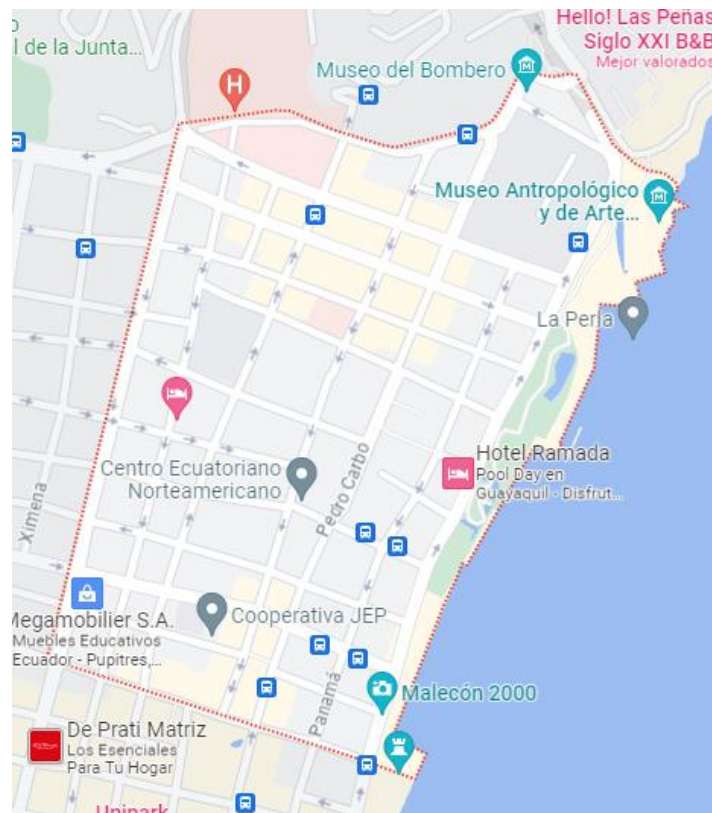 Hello! Las Peñas
Siglo XXI B&B
Mejor valorados
l de la Junta...
Museo del Bombero
H
M
Museo Antropológico
y de Arte...
M
La Perla
Hotel Ramada
Pool Day en
Guayaquil - Disfrut...
Centro Ecuatoriano
Norteamericano
Pedro Carbo
Ximena
Megamobilier S.A.
Muebles Educativos
Ecuador - Pupitres,...
Cooperativa JEP
Panamá
Malecón 2000
De Prati Matriz
Los Esenciales
Para Tu Hogar
Unipark